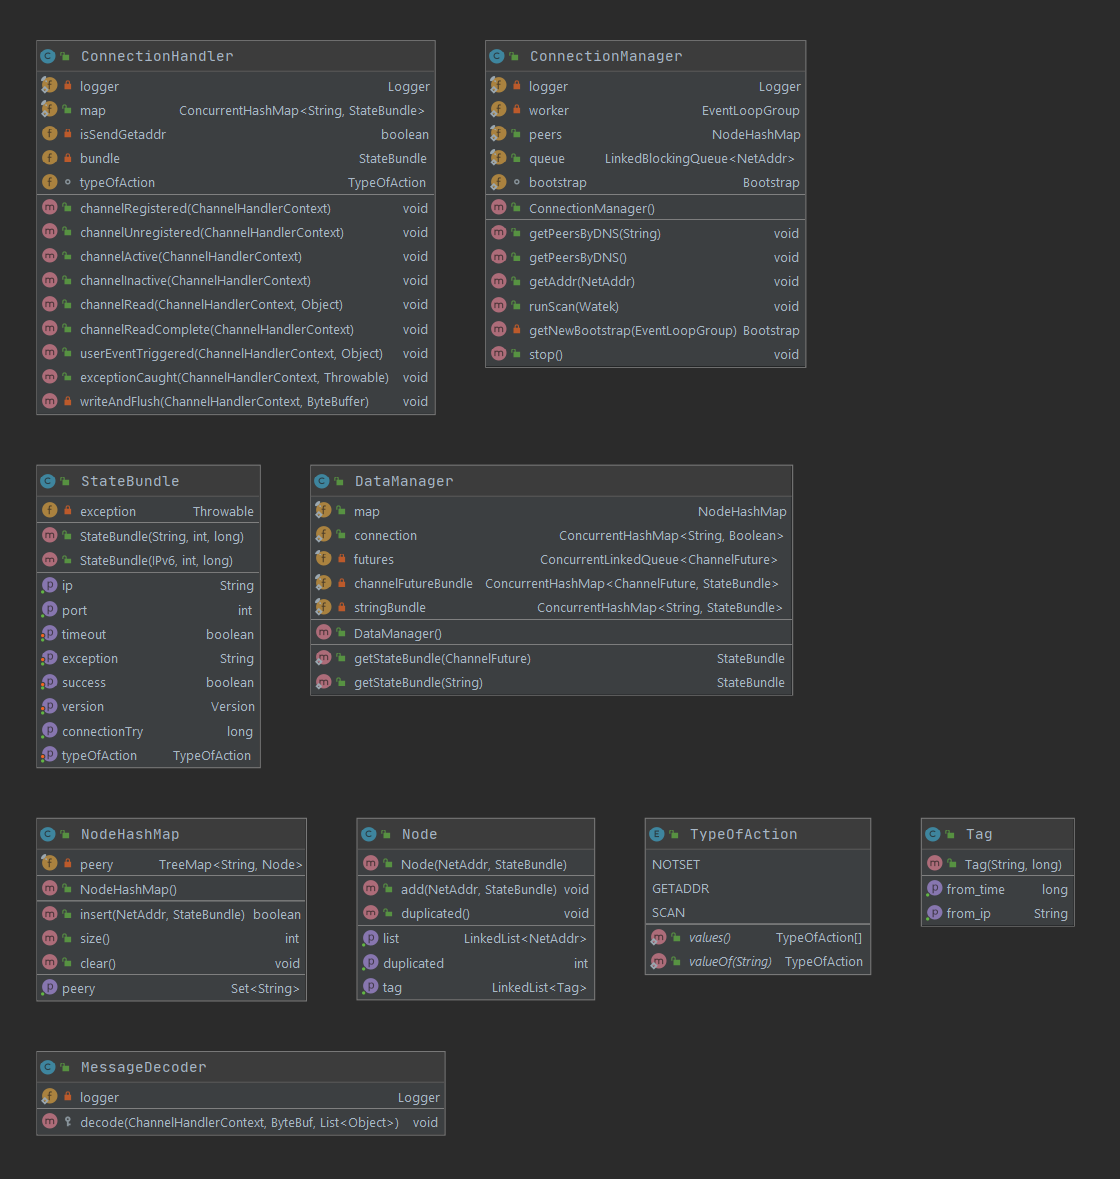 ConnectionHandler
logger Logger
map ConcurrentHashMap<String, StateBundle>
isSendGetaddr boolean
bundle StateBundle
typeOfAction TypeOfAction
channelRegistered(ChannelHandlerContext) void
channelUnregistered(ChannelHandlerContext) void
channelActive(ChannelHandlerContext) void
channelInactive(ChannelHandlerContext) void
channelRead(ChannelHandlerContext, Object) void
channelReadComplete(ChannelHandlerContext) void
userEventTriggered(ChannelHandlerContext, Object) void
exceptionCaught(ChannelHandlerContext, Throwable) void
writeAndFlush(ChannelHandlerContext, ByteBuffer) void
ConnectionManager
logger Logger
worker EventLoopGroup
peers NodeHashMap
queue LinkedBlockingQueue<NetAddr>
bootstrap Bootstrap
ConnectionManager()
getPeersByDNS(String) void
getPeersByDNS() void
getAddr(NetAddr) void
runScan(Watek) void
getNewBootstrap(EventLoopGroup) Bootstrap
stop() void
StateBundle
exception Throwable
StateBundle(String, int, long)
StateBundle(IPv6, int, long)
ip String
port int
timeout boolean
exception String
success boolean
version Version
connectionTry long
typeOfAction TypeOfAction
DataManager
map NodeHashMap
connection ConcurrentHashMap<String, Boolean>
futures ConcurrentLinkedQueue<ChannelFuture>
channelFutureBundle ConcurrentHashMap<ChannelFuture, StateBundle>
stringBundle ConcurrentHashMap<String, StateBundle>
DataManager()
getStateBundle(ChannelFuture) StateBundle
getStateBundle(String) StateBundle
NodeHashMap
peery TreeMap<String, Node>
NodeHashMap()
insert(NetAddr, StateBundle) boolean
size() int
clear() void
peery Set<String>
Node
Node(NetAddr, StateBundle)
add(NetAddr, StateBundle) void
duplicated() void
list LinkedList<NetAddr>
duplicated int
tag LinkedList<Tag>
TypeOfAction
NOTSET
GETADDR
SCAN
values() TypeOfAction[]
valueOf(String) TypeOfAction
Tag
Tag(String, long)
from_time long
from_ip String
MessageDecoder
logger Logger
decode(ChannelHandlerContext, ByteBuf, List<Object>) void